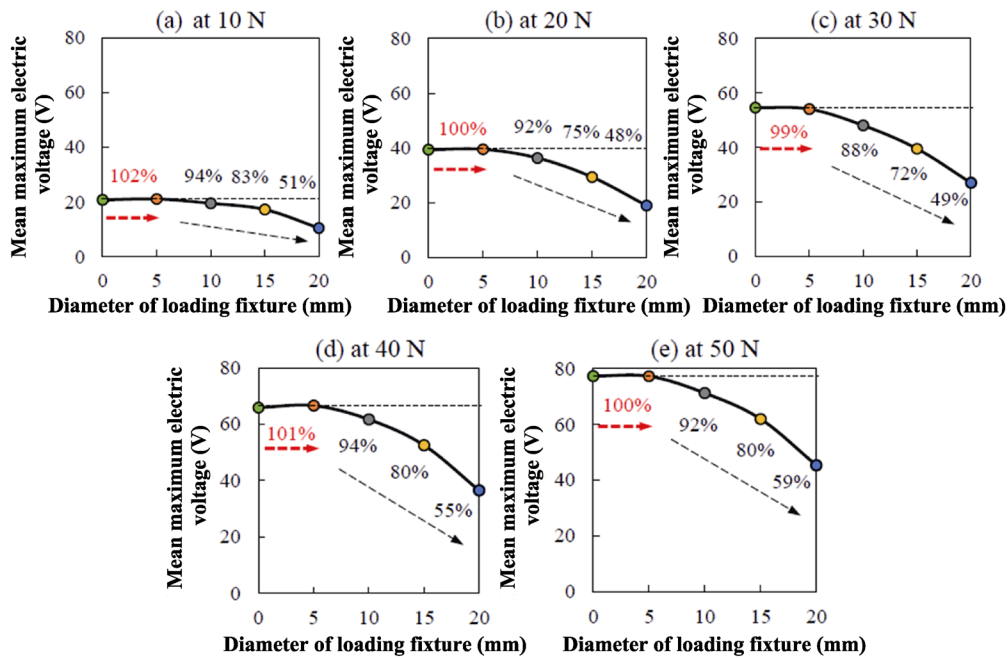 (a) at 10 N
Mean maximum electric
voltage (V)
80
60
40
20
0
102%
94%
83%
51%
0 5 10 15 20
Diameter of loading fixture (mm)
(b) at 20 N
Mean maximum electric
voltage (V)
80
60
40
20
0
100%
92%
75%
48%
0 5 10 15 20
Diameter of loading fixture (mm)
(c) at 30 N
Mean maximum electric
voltage (V)
80
60
40
20
0
99%
88%
72%
49%
0 5 10 15 20
Diameter of loading fixture (mm)
(d) at 40 N
Mean maximum electric
voltage (V)
80
60
40
20
0
101%
94%
80%
55%
0 5 10 15 20
Diameter of loading fixture (mm)
(e) at 50 N
Mean maximum electric
voltage (V)
80
60
40
20
0
100%
92%
80%
59%
0 5 10 15 20
Diameter of loading fixture (mm)